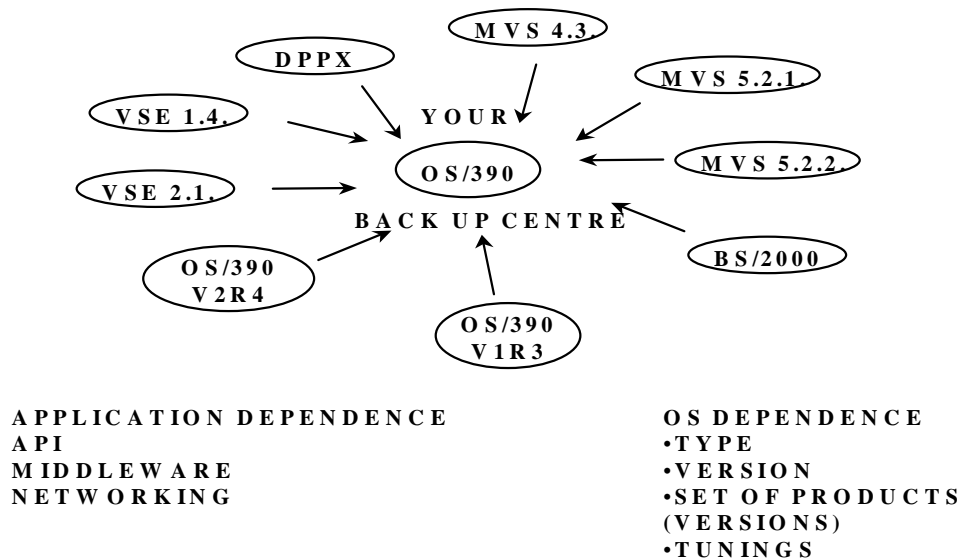 MVS 4.3.
DPPX
MVS 5.2.1.
VSE 1.4.
YOUR
OS/390
MVS 5.2.2.
VSE 2.1.
BACK UP CENTRE
BS/2000
OS/390
V2R4
OS/390
V1R3
APPLICATION DEPENDENCE
API
MIDDLEWARE
NETWORKING
OS DEPENDENCE
•TYPE
•VERSION
•SET OF PRODUCTS
(VERSIONS)
•TUNINGS